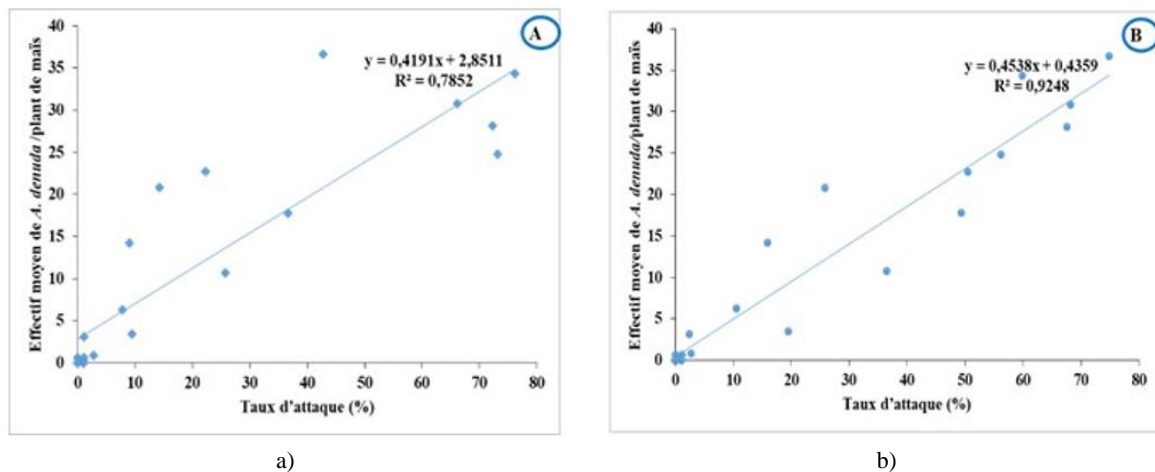 A
y = 0,4191x + 2,8511
R² = 0,7852
Effectif moyen de A. denuda /plant de maïs
40
35
30
25
20
15
10
5
0
0 10 20 30 40 50 60 70 80
Taux d'attaque (%)
a)
B
y = 0,4538x + 0,4359
R² = 0,9248
Effectif moyen de A. denuda/plant de maïs
40
35
30
25
20
15
10
5
0
0 10 20 30 40 50 60 70 80
Taux d'attaque (%)
b)